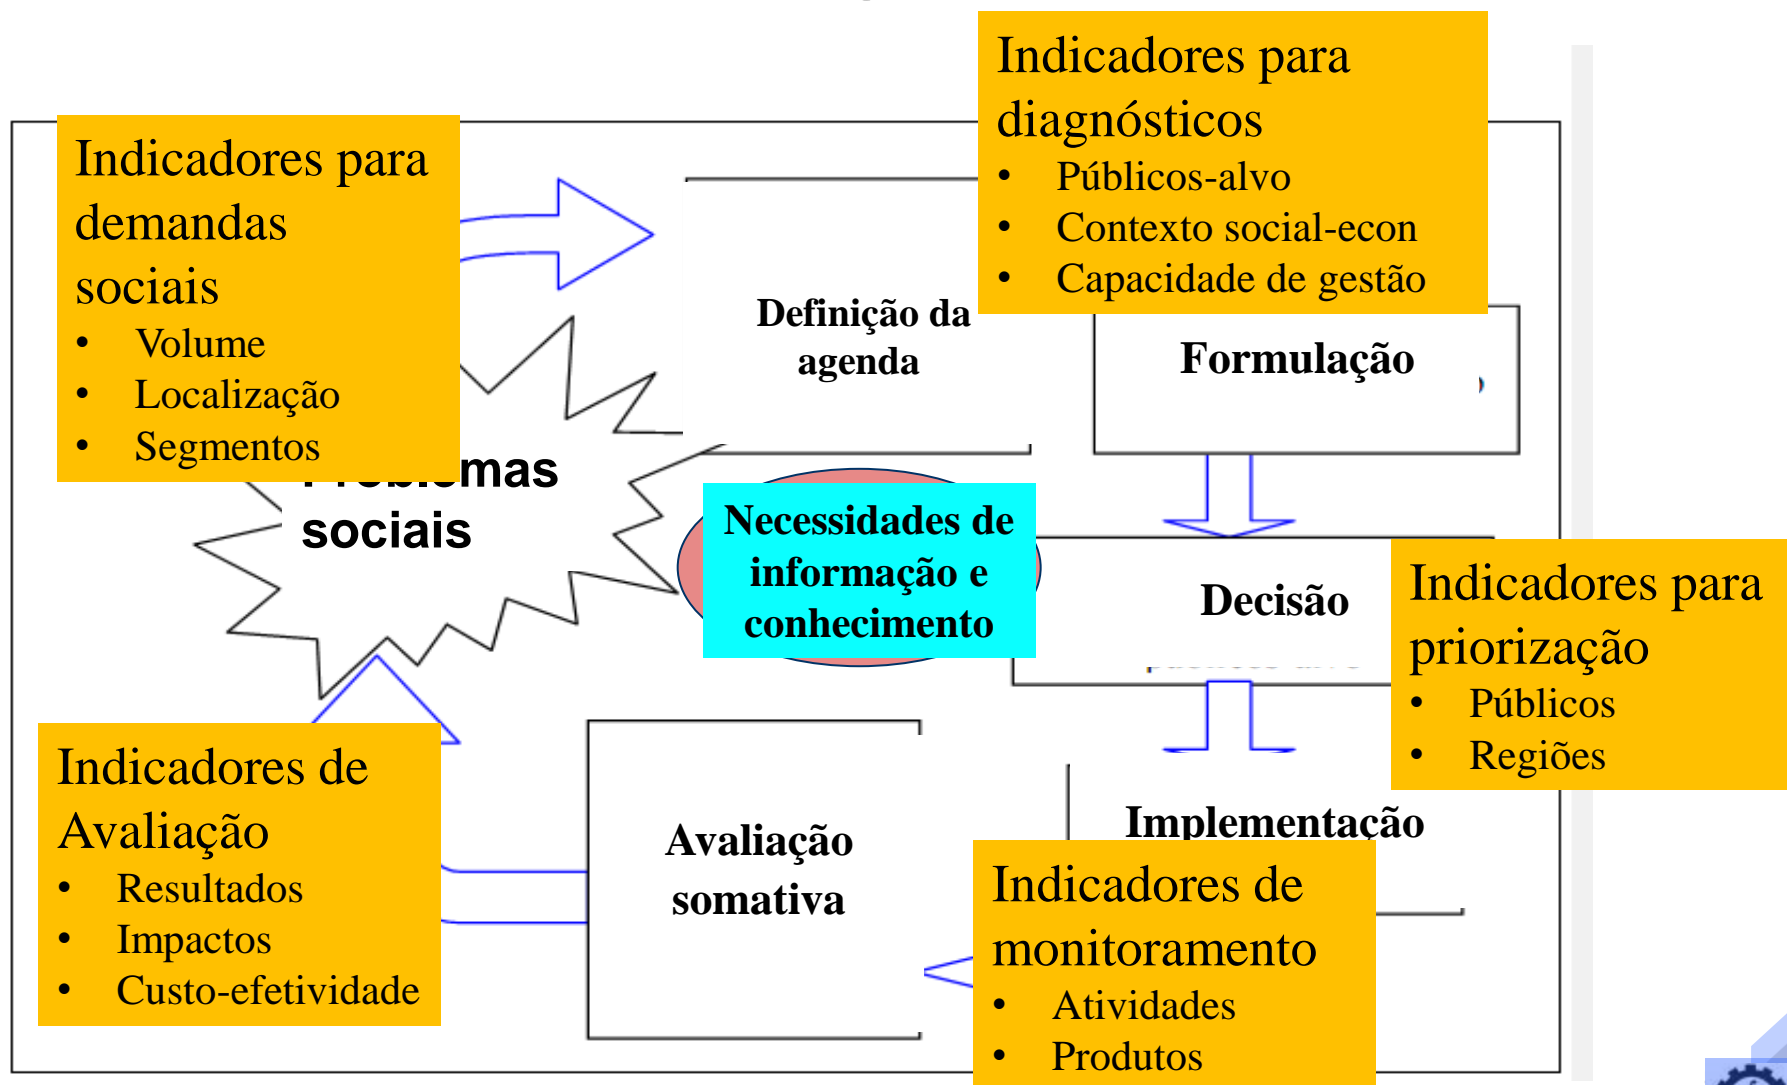 Indicadores para
demandas
sociais
• Volume
• Localização
• Segmentos
Indicadores para
diagnósticos
• Públicos-alvo
• Contexto social-econ
• Capacidade de gestão
Definição da
agenda
Formulação
Problemas
sociais
Necessidades de
informação e
conhecimento
Decisão
Indicadores para
priorização
• Públicos
• Regiões
Indicadores de
Avaliação
• Resultados
• Impactos
• Custo-efetividade
Avaliação
somativa
Implementação
Indicadores de
monitoramento
• Atividades
• Produtos